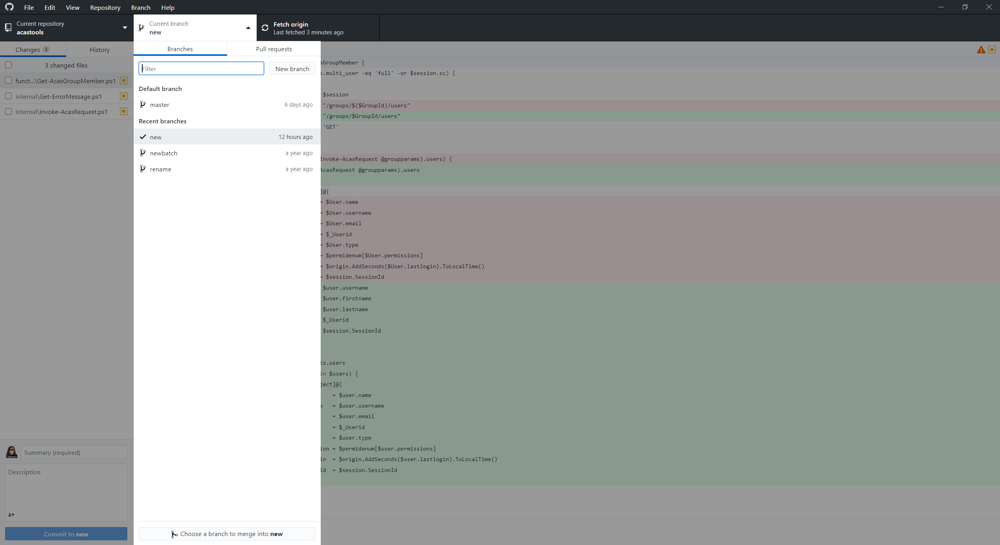 File Edit View Repository Branch Help
Current repository
acastools
Current branch
new
Fetch origin
Last fetched 3 minutes ago
Changes 3
History
3 changed files
funct...\Get-AcasGroupMember.ps1
internal\Get-ErrorMessage.ps1
internal\Invoke-AcasRequest.ps1
Summary (required)
Description
Commit to new
Branches
Pull requests
Filter
New branch
Default branch
master 6 days ago
Recent branches
new 12 hours ago
newbatch a year ago
rename a year ago
Choose a branch to merge into new
sGroupMember {
s.multi_user -eq 'full' -or $session.sc) {
$session
"/groups/$($GroupId)/users"
"/groups/$GroupId/users"
'GET'
Invoke-AcasRequest @groupparams).users) {
AcasRequest @groupparams).users
]@{
= $User.name
= $User.username
= $User.email
= $_Userid
= $User.type
= $permidenum[$User.permissions]
= $origin.AddSeconds($User.lastlogin).ToLocalTime()
= $session.SessionId
$user.username
$user.firstname
$user.lastname
$_Userid
$session.SessionId
ts.users
in $users) {
ject]@{
= $user.name
e = $user.username
= $user.email
= $_Userid
= $user.type
ion = $permidenum[$user.permissions]
in = $origin.AddSeconds($user.lastlogin).ToLocalTime()
Id = $session.SessionId